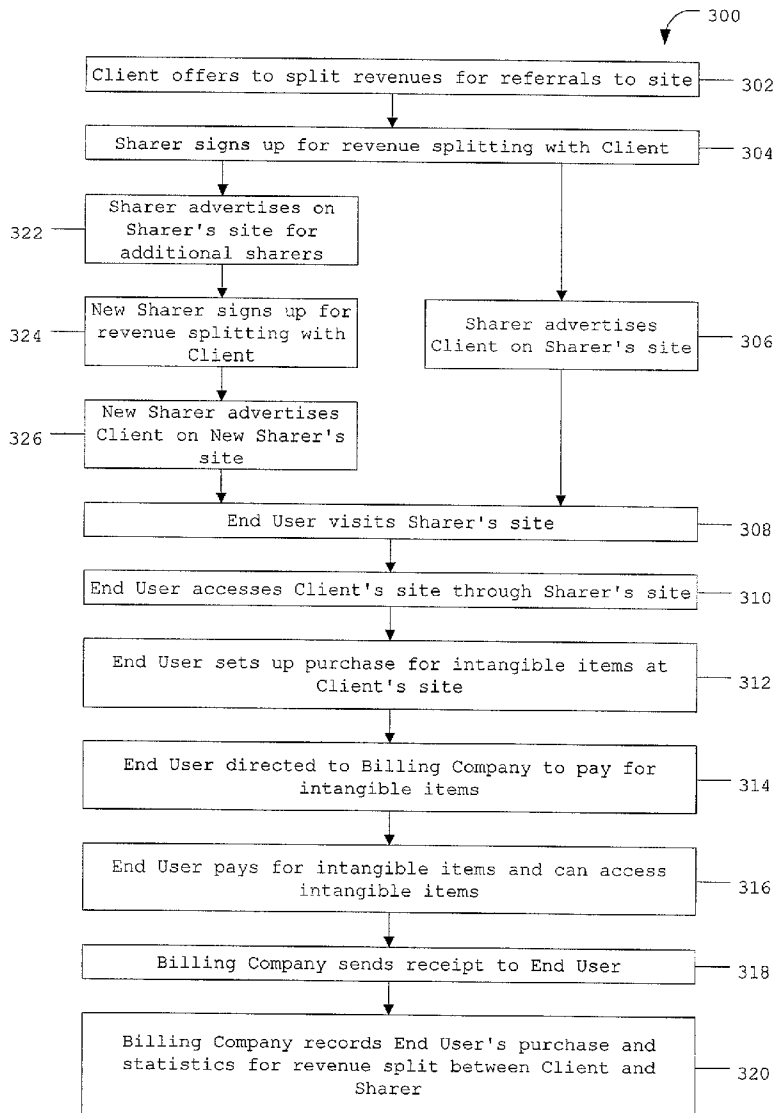 300
Client offers to split revenues for referrals to site
302
Sharer signs up for revenue splitting with Client
304
322
Sharer advertises on
Sharer's site for
additional sharers
324
New Sharer signs up for
revenue splitting with
Client
Sharer advertises
Client on Sharer's site
306
326
New Sharer advertises
Client on New Sharer's
site
End User visits Sharer's site
308
End User accesses Client's site through Sharer's site
310
End User sets up purchase for intangible items at
Client's site
312
End User directed to Billing Company to pay for
intangible items
314
End User pays for intangible items and can access
intangible items
316
Billing Company sends receipt to End User
318
Billing Company records End User's purchase and
statistics for revenue split between Client and
Sharer
320